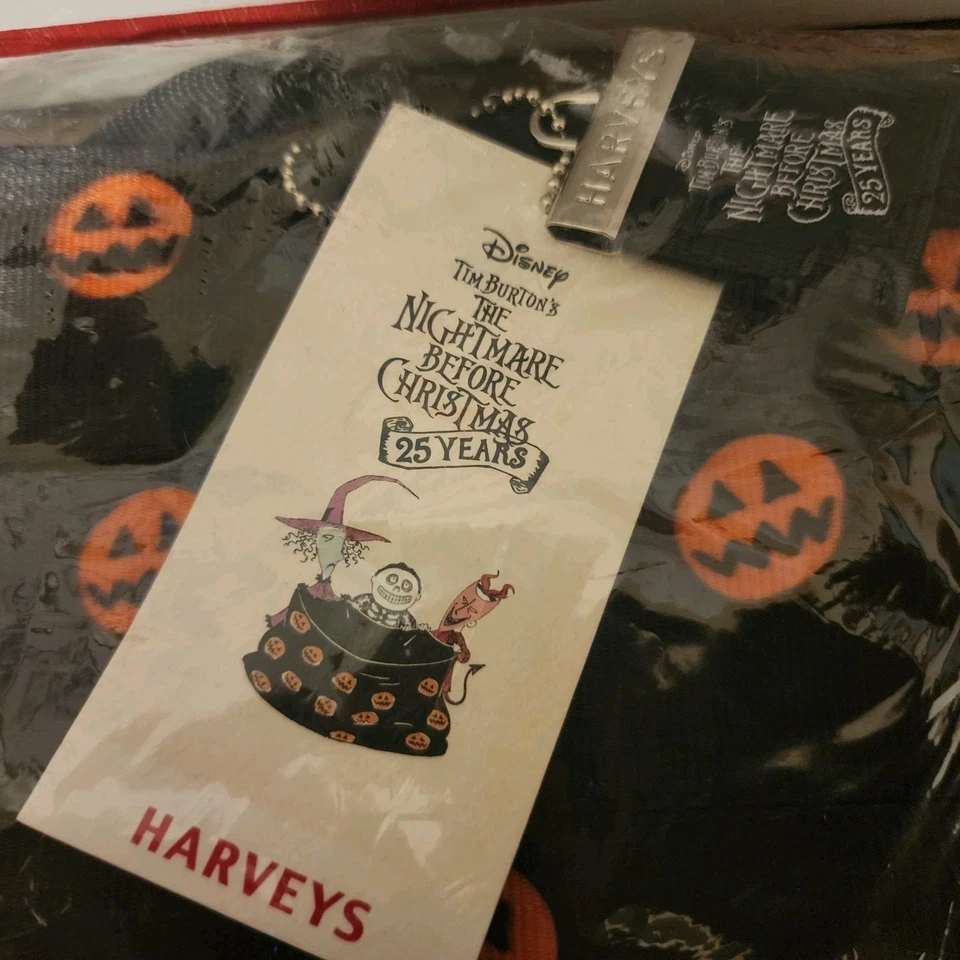 Disney
TIM BURTON'S
THE
NIGHTMARE
BEFORE
CHRISTMAS
25 YEARS
HARVEYS
HARVEYS
Disney
TIM BURTON'S
THE
NIGHTMARE
BEFORE
CHRISTMAS
25 YEARS